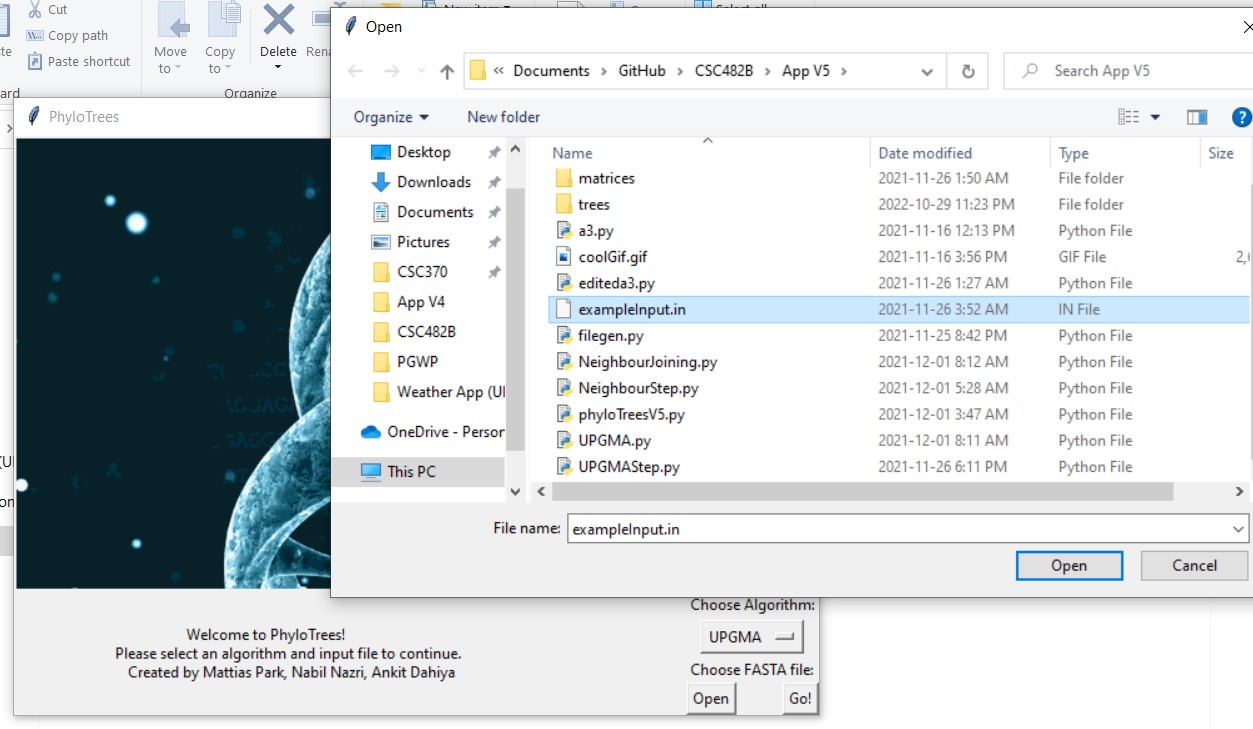 Cut
Copy path
Paste shortcut
Move to
Copy to
Delete
Organize
PhyloTrees
Open
« Documents › GitHub › CSC482B › App V5 ›
Search App V5
Organize
New folder
Desktop
Downloads
Documents
Pictures
CSC370
App V4
CSC482B
PGWP
Weather App (UI
OneDrive - Person
This PC
Name Date modified Type Size
matrices 2021-11-26 1:50 AM File folder
trees 2022-10-29 11:23 PM File folder
a3.py 2021-11-16 12:13 PM Python File
coolGif.gif 2021-11-16 3:56 PM GIF File
editeda3.py 2021-11-26 1:27 AM Python File
exampleInput.in 2021-11-26 3:52 AM IN File
filegen.py 2021-11-25 8:42 PM Python File
NeighbourJoining.py 2021-12-01 8:12 AM Python File
NeighbourStep.py 2021-12-01 5:28 AM Python File
phyloTreesV5.py 2021-12-01 3:47 AM Python File
UPGMA.py 2021-12-01 8:11 AM Python File
UPGMAStep.py 2021-11-26 6:11 PM Python File
File name: exampleInput.in
Open Cancel
Welcome to PhyloTrees!
Please select an algorithm and input file to continue.
Created by Mattias Park, Nabil Nazri, Ankit Dahiya
Choose Algorithm:
UPGMA
Choose FASTA file:
Open Go!